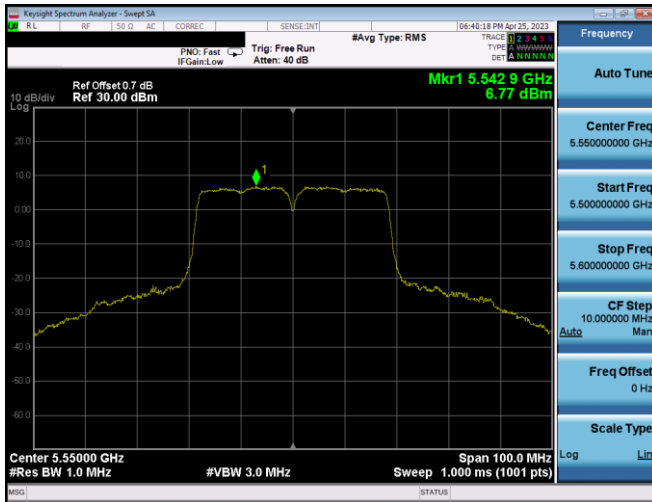 Keysight Spectrum Analyzer - Swept SA
RL RF 50 Ω AC CORREC SENSE:INT 06:40:18 PM Apr 25, 2023
#Avg Type: RMS TRACE 1 2 3 4 5 6
PNO: Fast Trig: Free Run TYPE A WWWWW
IFGain:Low Atten: 40 dB DET A N N N N N
Frequency
Auto Tune
Center Freq
5.550000000 GHz
Start Freq
5.500000000 GHz
Stop Freq
5.600000000 GHz
CF Step
10.000000 MHz
Auto Man
Freq Offset
0 Hz
Scale Type
Log Lin
Mkr1 5.542 9 GHz
6.77 dBm
Ref Offset 0.7 dB
10 dB/div Ref 30.00 dBm
Log
20.0
10.0
1
0.00
-10.0
-20.0
-30.0
-40.0
-50.0
-60.0
Center 5.55000 GHz Span 100.0 MHz
#Res BW 1.0 MHz #VBW 3.0 MHz Sweep 1.000 ms (1001 pts)
MSG STATUS